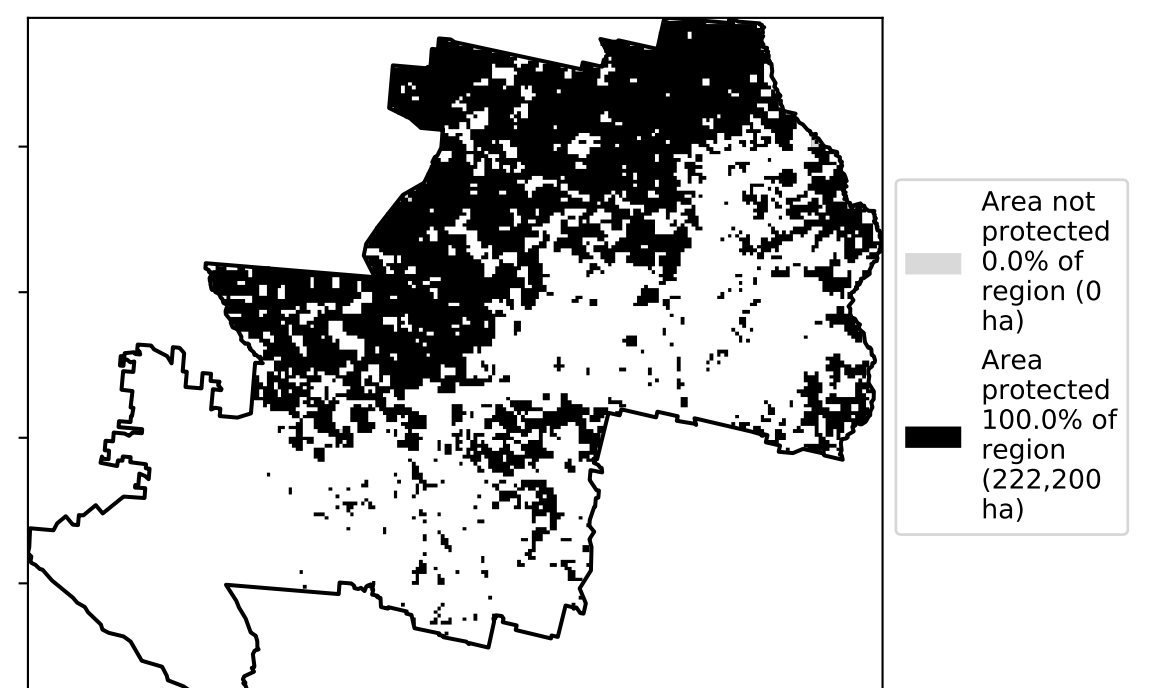 Area not
protected
0.0% of
region (0
ha)
Area
protected
100.0% of
region
(222,200
ha)